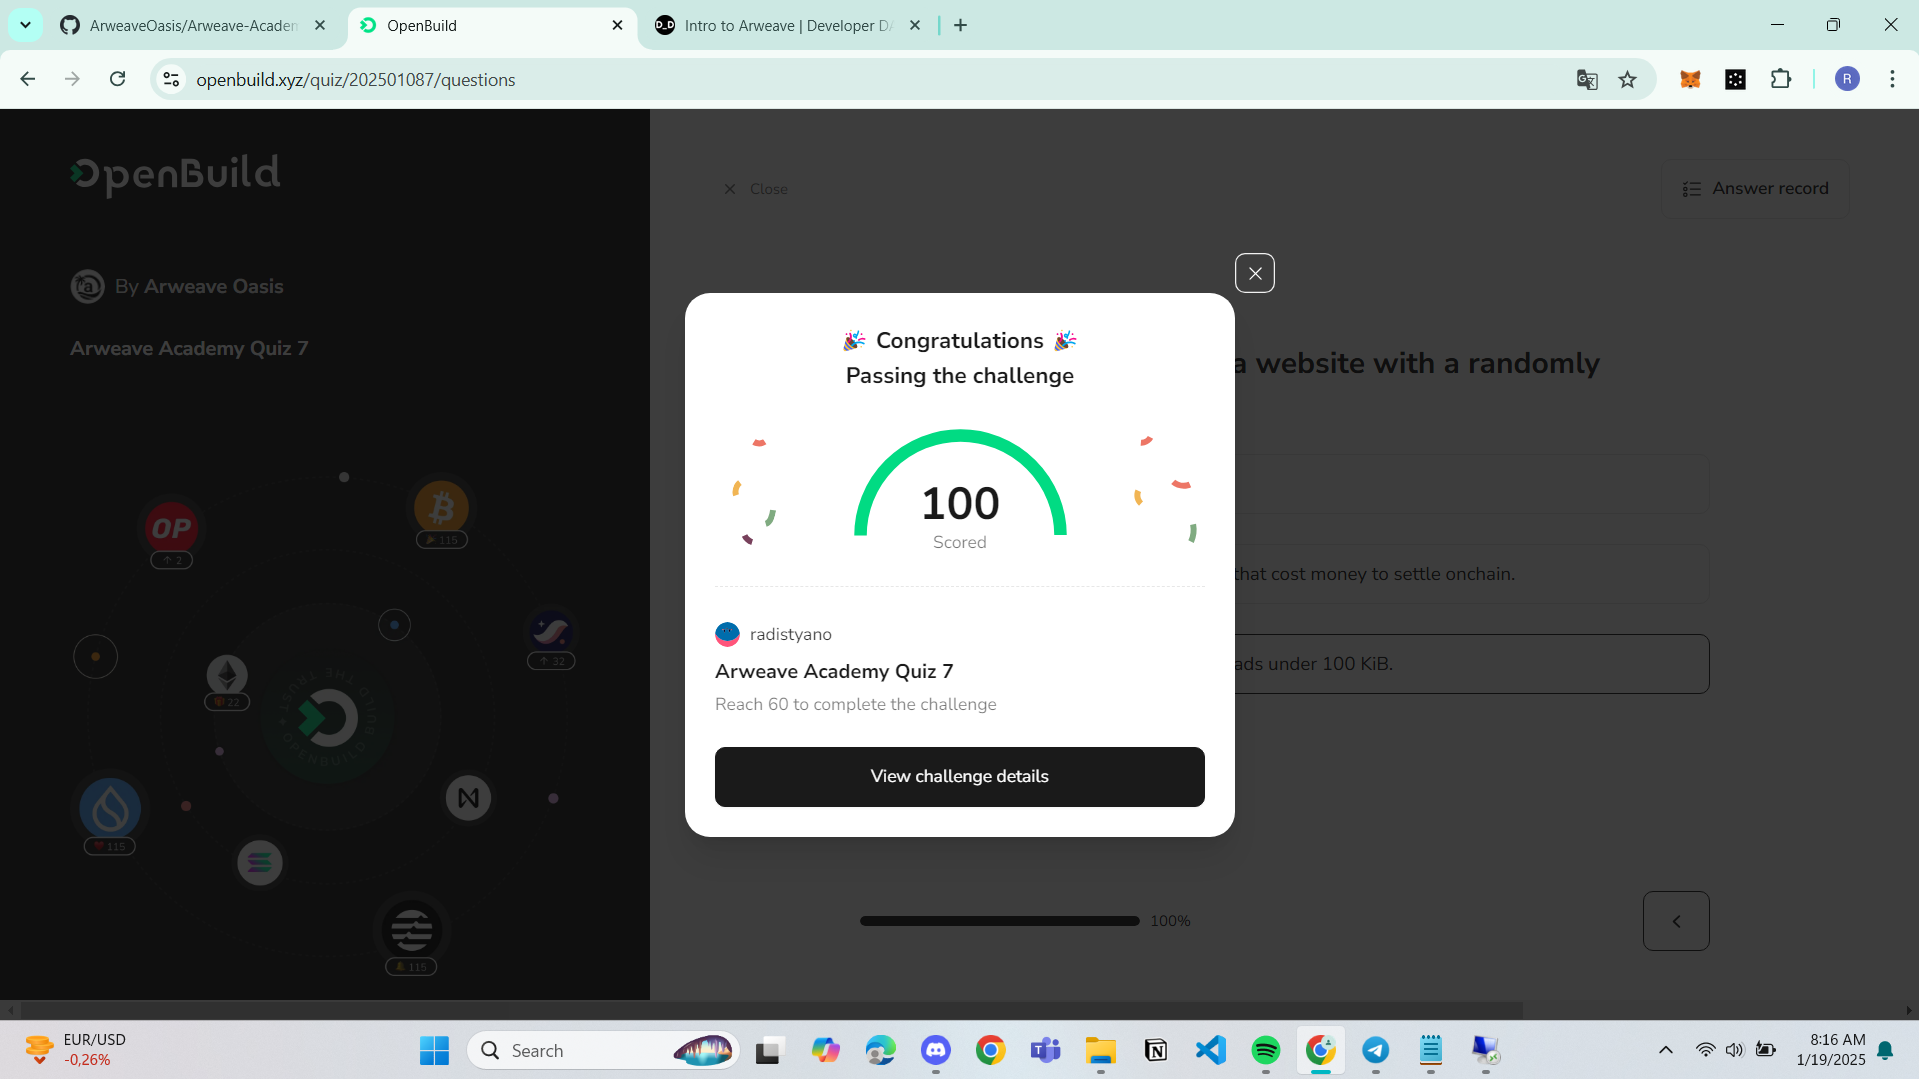 ArweaveOasis/Arweave-Academ
OpenBuild
Intro to Arweave | Developer DA
openbuild.xyz/quiz/202501087/questions
R
OpenBuild
Close
Answer record
By Arweave Oasis
Arweave Academy Quiz 7
🎉 Congratulations 🎉
Passing the challenge
a website with a randomly
100
Scored
that cost money to settle onchain.
radistyano
Arweave Academy Quiz 7
Reach 60 to complete the challenge
ads under 100 KiB.
View challenge details
100%
OP
2
115
32
22
115
115
OPENBUILD THE TRUST
EUR/USD
-0,26%
Search
8:16 AM
1/19/2025